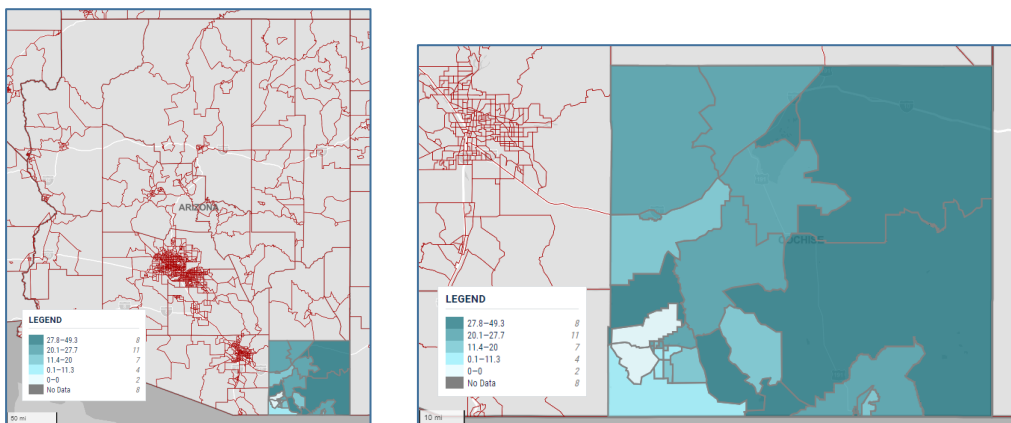 ARIZONA
LEGEND
27.8–49.3 8
20.1–27.7 11
11.4–20 7
0.1–11.3 4
0–0 2
No Data 8
50 mi
COCHISE
LEGEND
27.8–49.3 8
20.1–27.7 11
11.4–20 7
0.1–11.3 4
0–0 2
No Data 8
10 mi